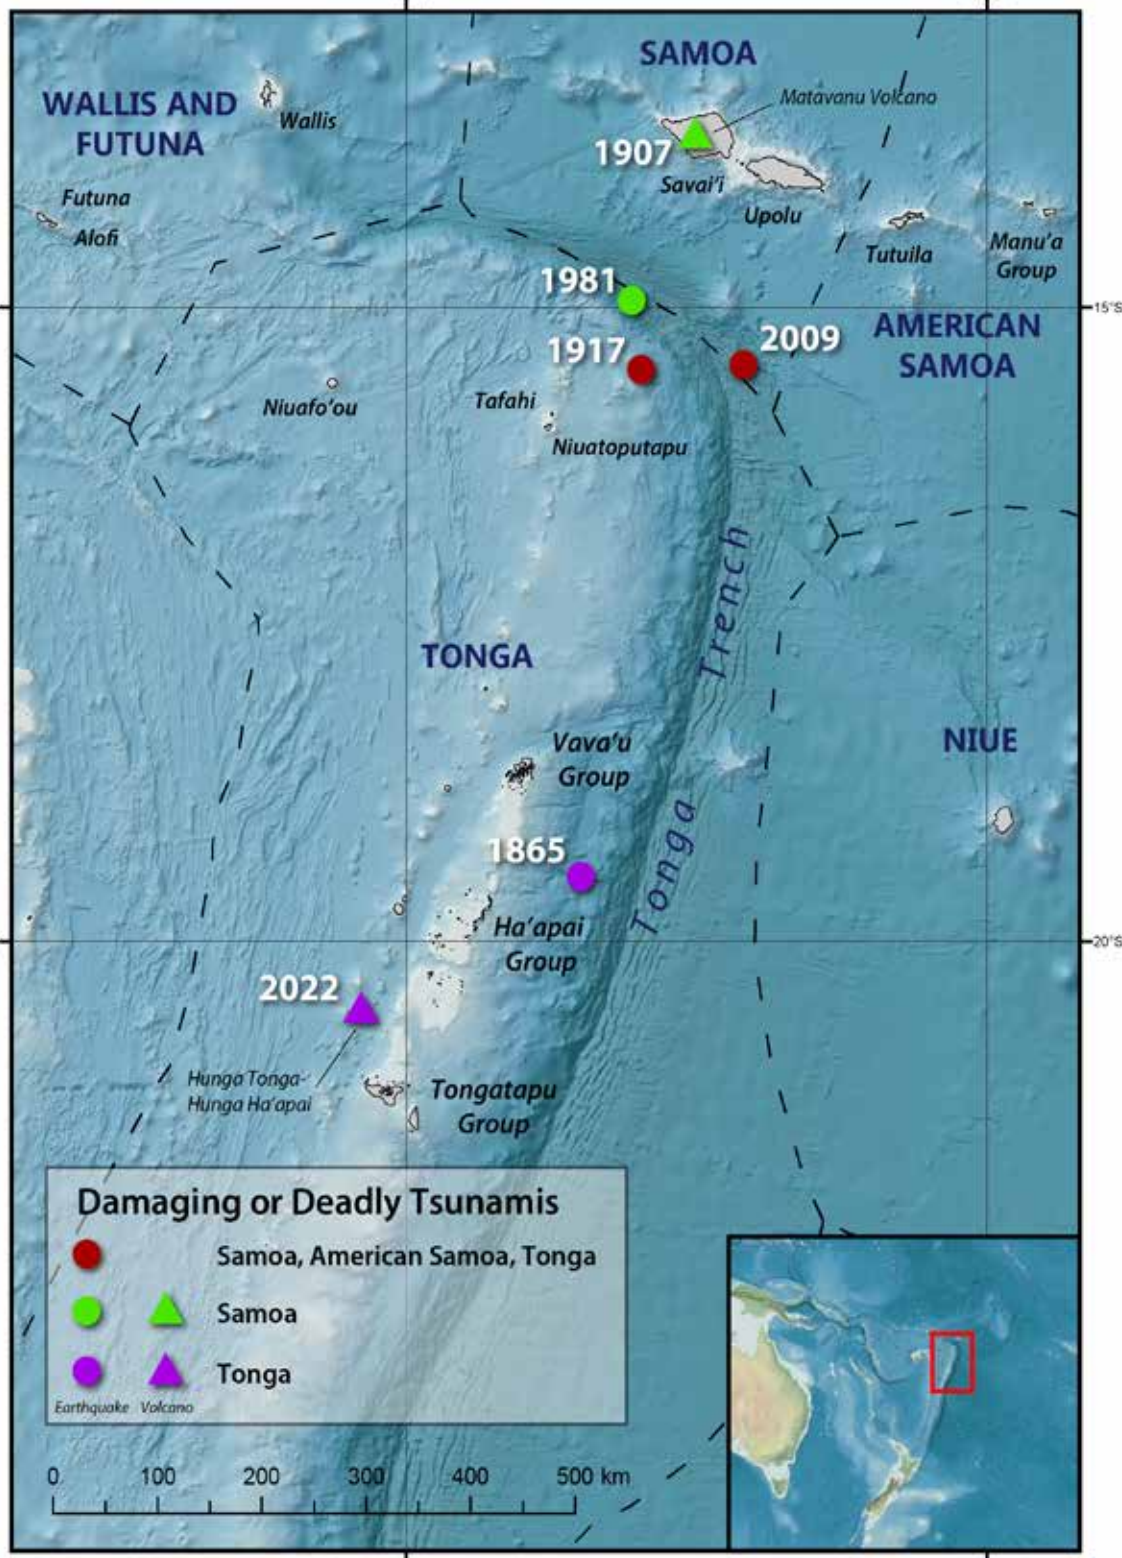 SAMOA
Matavanu Volcano
WALLIS AND
FUTUNA
Wallis
1907
Savai'i
Futuna
Alofi
Upolu
Tutuila
Manu'a
Group
1981
15°S
AMERICAN
SAMOA
1917
2009
Niuafo'ou
Tafahi
Niuatoputapu
Tonga Trench
TONGA
Vava'u
Group
NIUE
1865
Ha'apai
Group
20°S
2022
Hunga Tonga-
Hunga Ha'apai
Tongatapu
Group
Damaging or Deadly Tsunamis
Samoa, American Samoa, Tonga
Samoa
Tonga
Earthquake Volcano
0 100 200 300 400 500 km